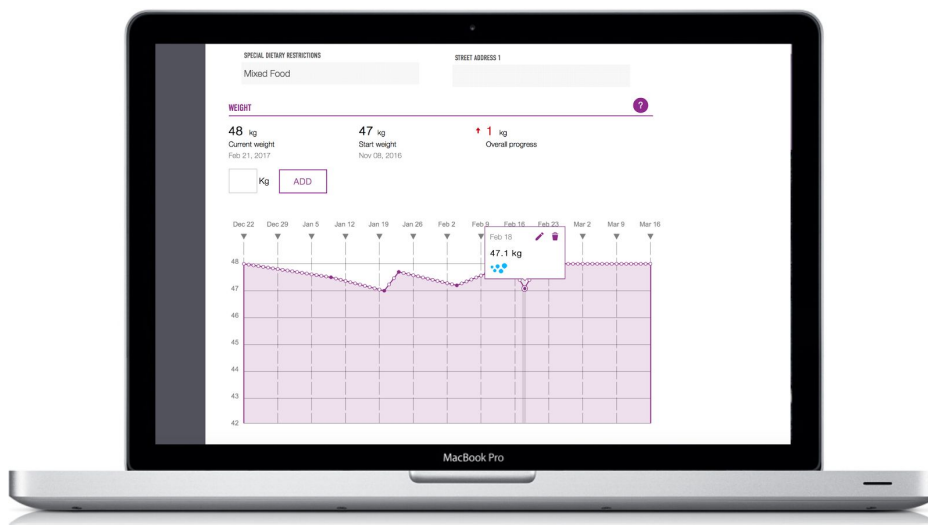 SPECIAL DIETARY RESTRICTIONS
STREET ADDRESS 1
Mixed Food
WEIGHT
?
48 kg
47 kg
1 kg
Current weight
Start weight
Overall progress
Feb 21, 2017
Nov 08, 2016
Kg
ADD
Dec 22 Dec 29 Jan 5 Jan 12 Jan 19 Jan 26 Feb 2 Feb 9 Feb 16 Feb 23 Mar 2 Mar 9 Mar 16
Feb 18
47.1 kg
48
47
46
45
44
43
42
MacBook Pro